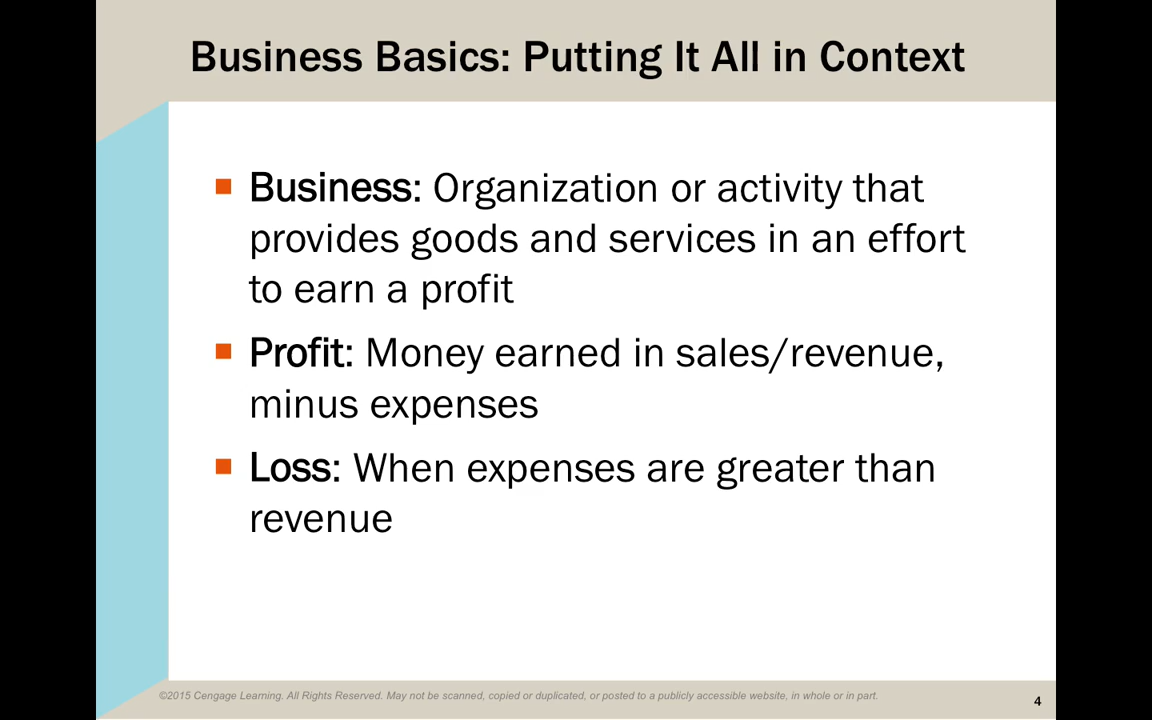 Business Basics: Putting It All in Context
Business: Organization or activity that
provides goods and services in an effort
to earn a profit
Profit: Money earned in sales/revenue,
minus expenses
Loss: When expenses are greater than
revenue
©2015 Cengage Learning. All Rights Reserved. May not be scanned, copied or duplicated, or posted to a publicly accessible website, in whole or in part.
4